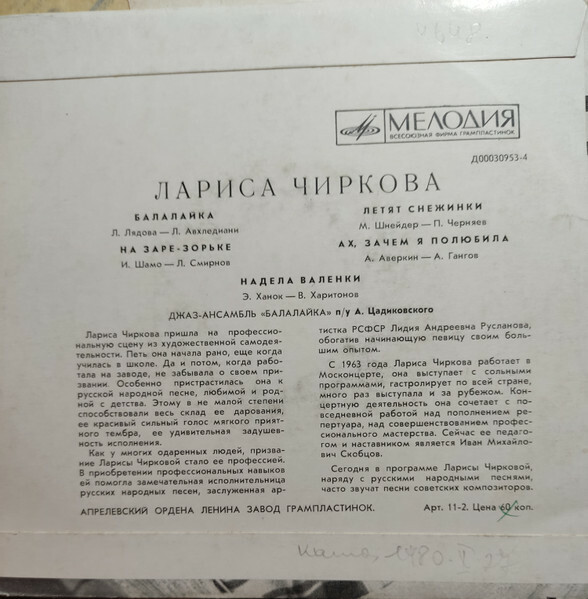 МЕЛОДИЯ
ВСЕСОЮЗНАЯ ФИРМА ГРАМПЛАСТИНОК
Д00030953-4
ЛАРИСА ЧИРКОВА
БАЛАЛАЙКА
Л. Лядова — Л. Авхледиани
НА ЗАРЕ-ЗОРЬКЕ
И. Шамо — Л. Смирнов
ЛЕТЯТ СНЕЖИНКИ
М. Шнейдер — П. Черняев
АХ, ЗАЧЕМ Я ПОЛЮБИЛА
А. Аверкин — А. Гангов
НАДЕЛА ВАЛЕНКИ
Э. Ханок — В. Харитонов
ДЖАЗ-АНСАМБЛЬ «БАЛАЛАЙКА» п/у А. Цадиковского
Лариса Чиркова пришла на профессио-
нальную сцену из художественной самодея-
тельности. Петь она начала рано, еще когда
училась в школе. Да и потом, когда рабо-
тала на заводе, не забывала о своем при-
звании. Особенно пристрастилась она к
русской народной песне, любимой и род-
ной с детства. Этому в не малой степени
способствовали весь склад ее дарования,
ее красивый сильный голос мягкого прият-
ного тембра, ее удивительная задушев-
ность исполнения.
Как у многих одаренных людей, призва-
ние Ларисы Чирковой стало ее профессией.
В приобретении профессиональных навыков
ей помогла замечательная исполнительница
русских народных песен, заслуженная ар-
тистка РСФСР Лидия Андреевна Русланова,
обогатив начинающую певицу своим боль-
шим опытом.
С 1963 года Лариса Чиркова работает в
Москонцерте, она выступает с сольными
программами, гастролирует по всей стране,
много раз выступала и за рубежом. Кон-
цертную деятельность она сочетает с по-
вседневной работой над пополнением ре-
пертуара, над совершенствованием профес-
сионального мастерства. Сейчас ее педаго-
гом и наставником является Иван Михайло-
вич Скобцов.
Сегодня в программе Ларисы Чирковой,
наряду с русскими народными песнями,
часто звучат песни советских композиторов.
АПРЕЛЕВСКИЙ ОРДЕНА ЛЕНИНА ЗАВОД ГРАМПЛАСТИНОК.
Арт. 11-2. Цена 60 коп.
1980. II 27